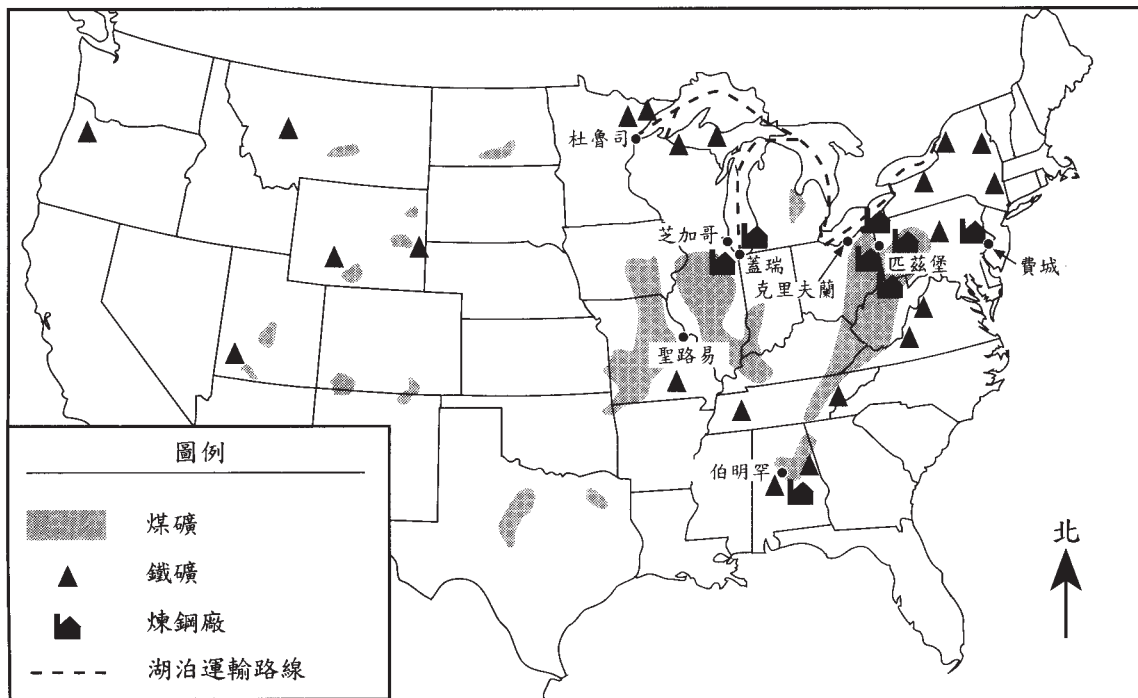 杜魯司
芝加哥
蓋瑞
克里夫蘭
匹茲堡
費城
聖路易
伯明罕
圖例
煤礦
鐵礦
煉鋼廠
湖泊運輸路線
北